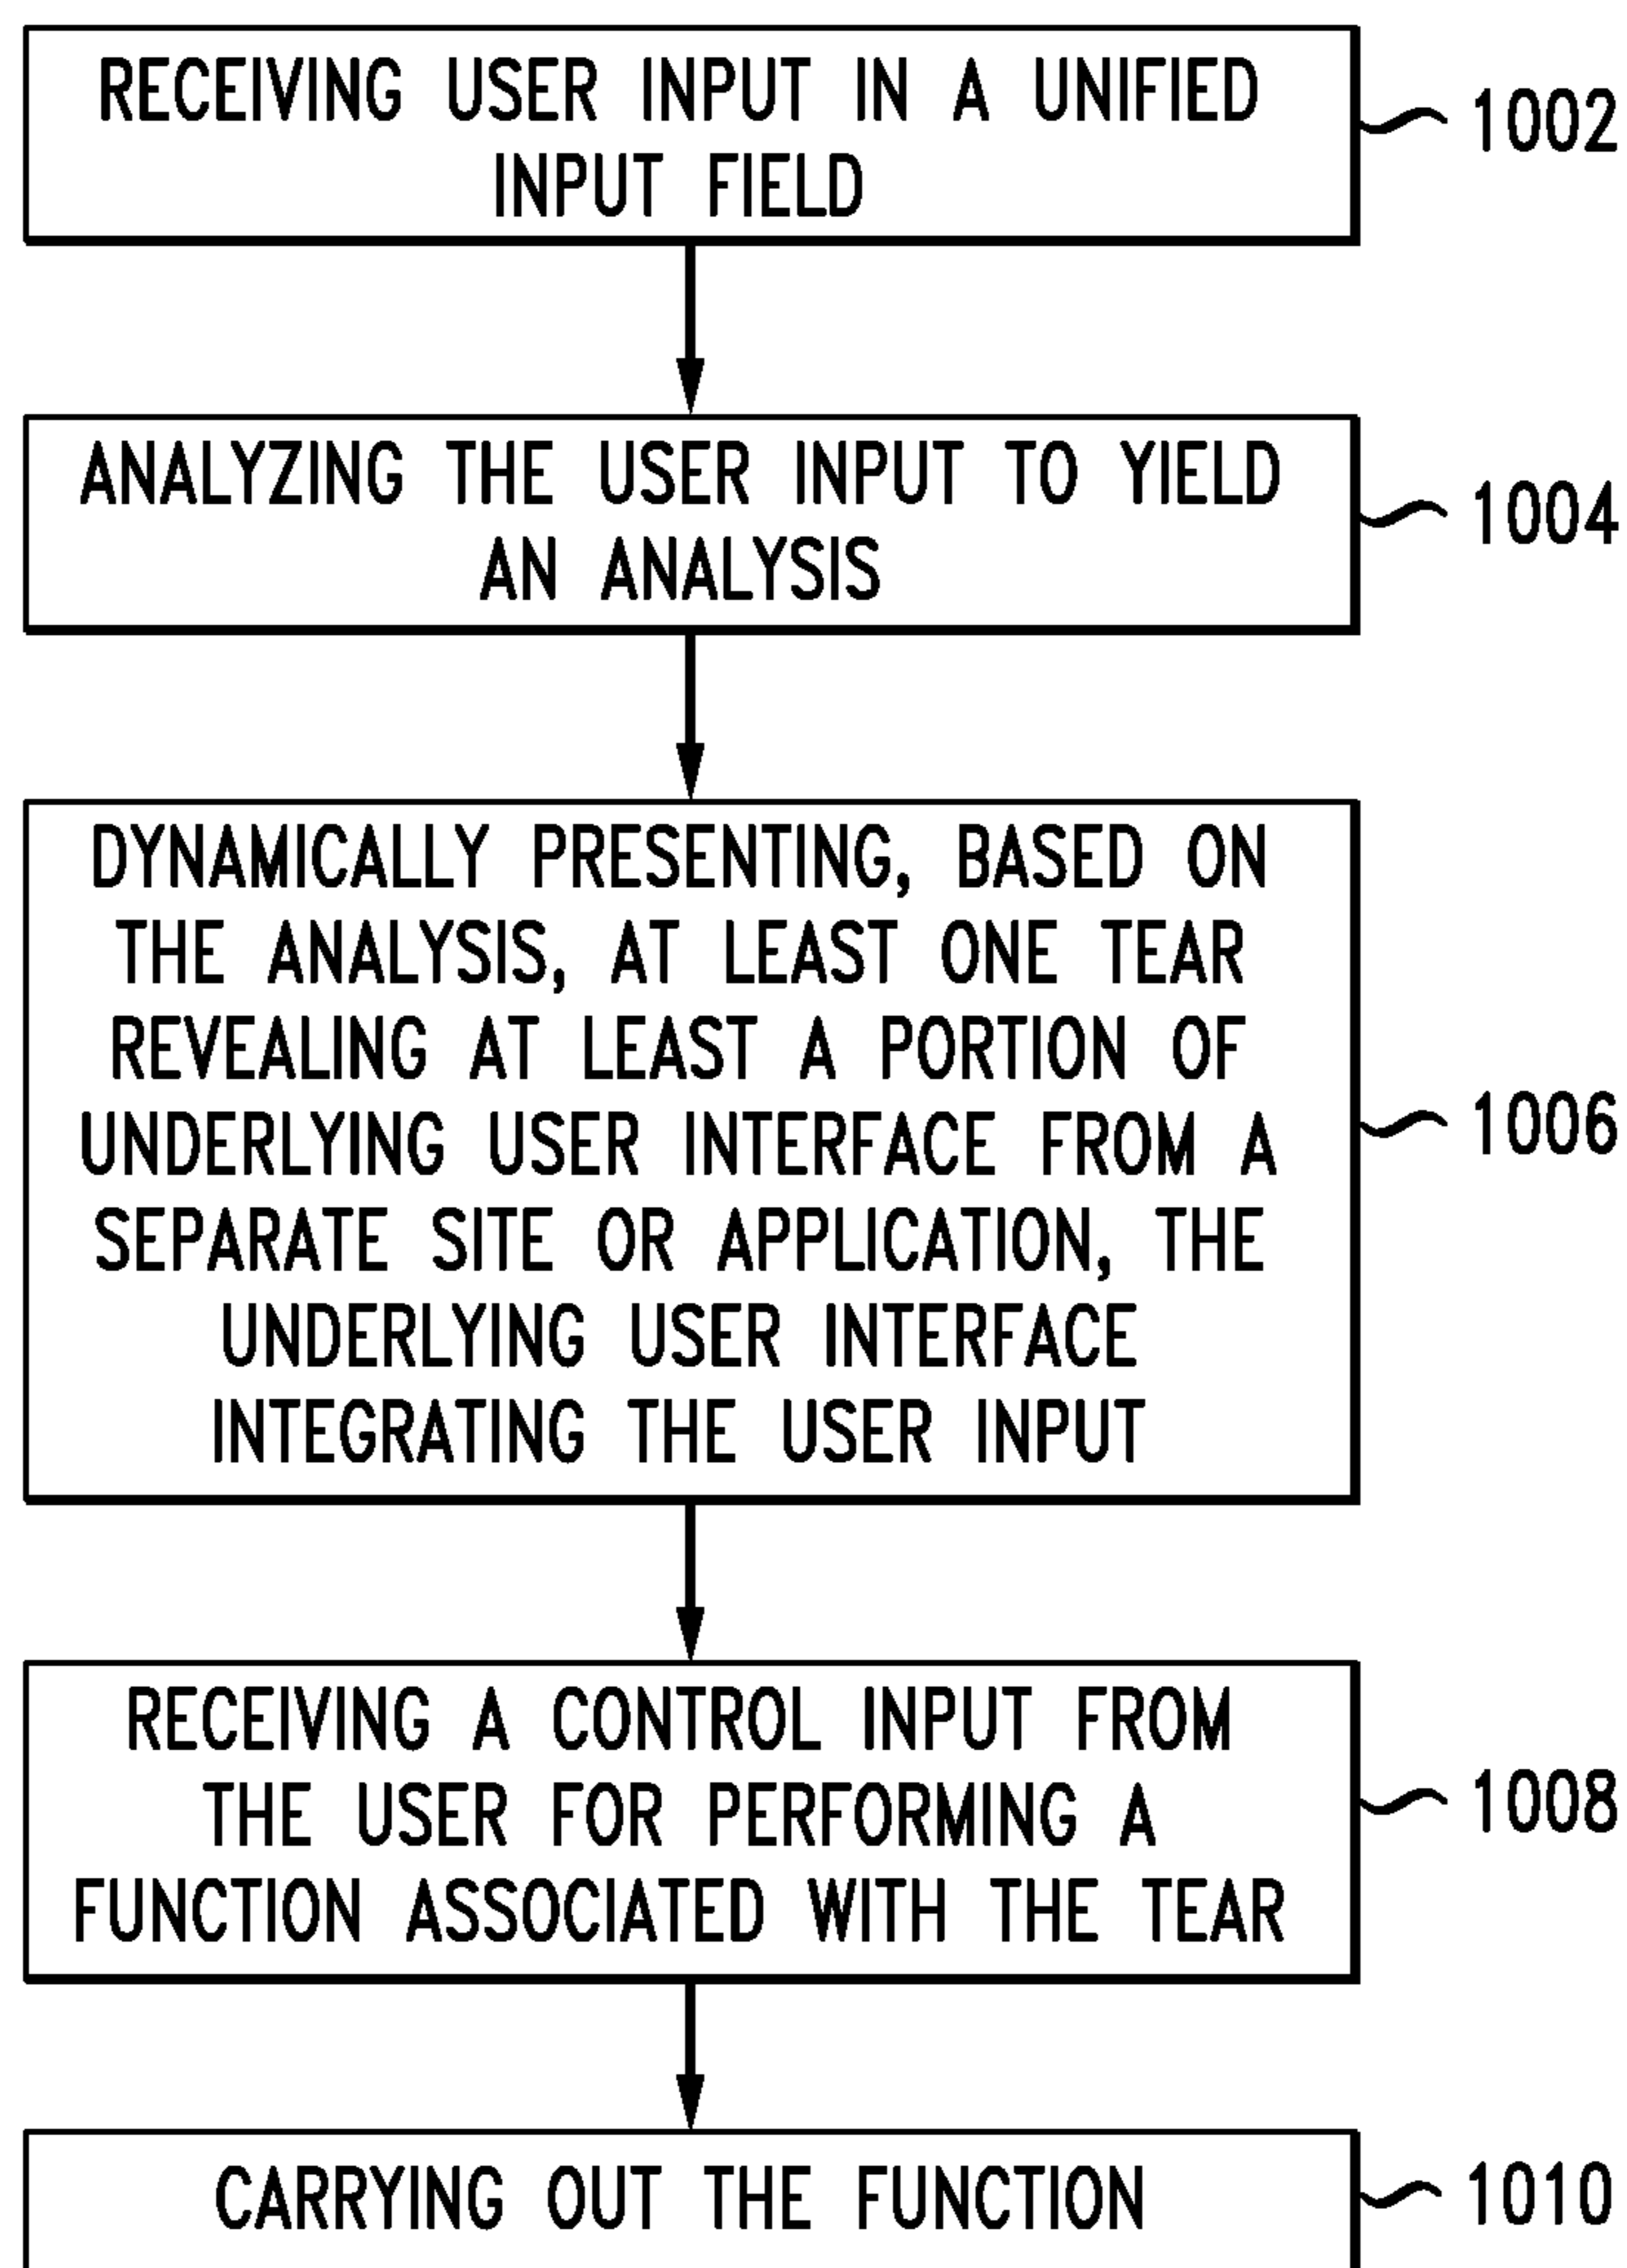 RECEIVING USER INPUT IN A UNIFIED
INPUT FIELD
1002
ANALYZING THE USER INPUT TO YIELD
AN ANALYSIS
1004
DYNAMICALLY PRESENTING, BASED ON
THE ANALYSIS, AT LEAST ONE TEAR
REVEALING AT LEAST A PORTION OF
UNDERLYING USER INTERFACE FROM A
SEPARATE SITE OR APPLICATION, THE
UNDERLYING USER INTERFACE
INTEGRATING THE USER INPUT
1006
RECEIVING A CONTROL INPUT FROM
THE USER FOR PERFORMING A
FUNCTION ASSOCIATED WITH THE TEAR
1008
CARRYING OUT THE FUNCTION
1010